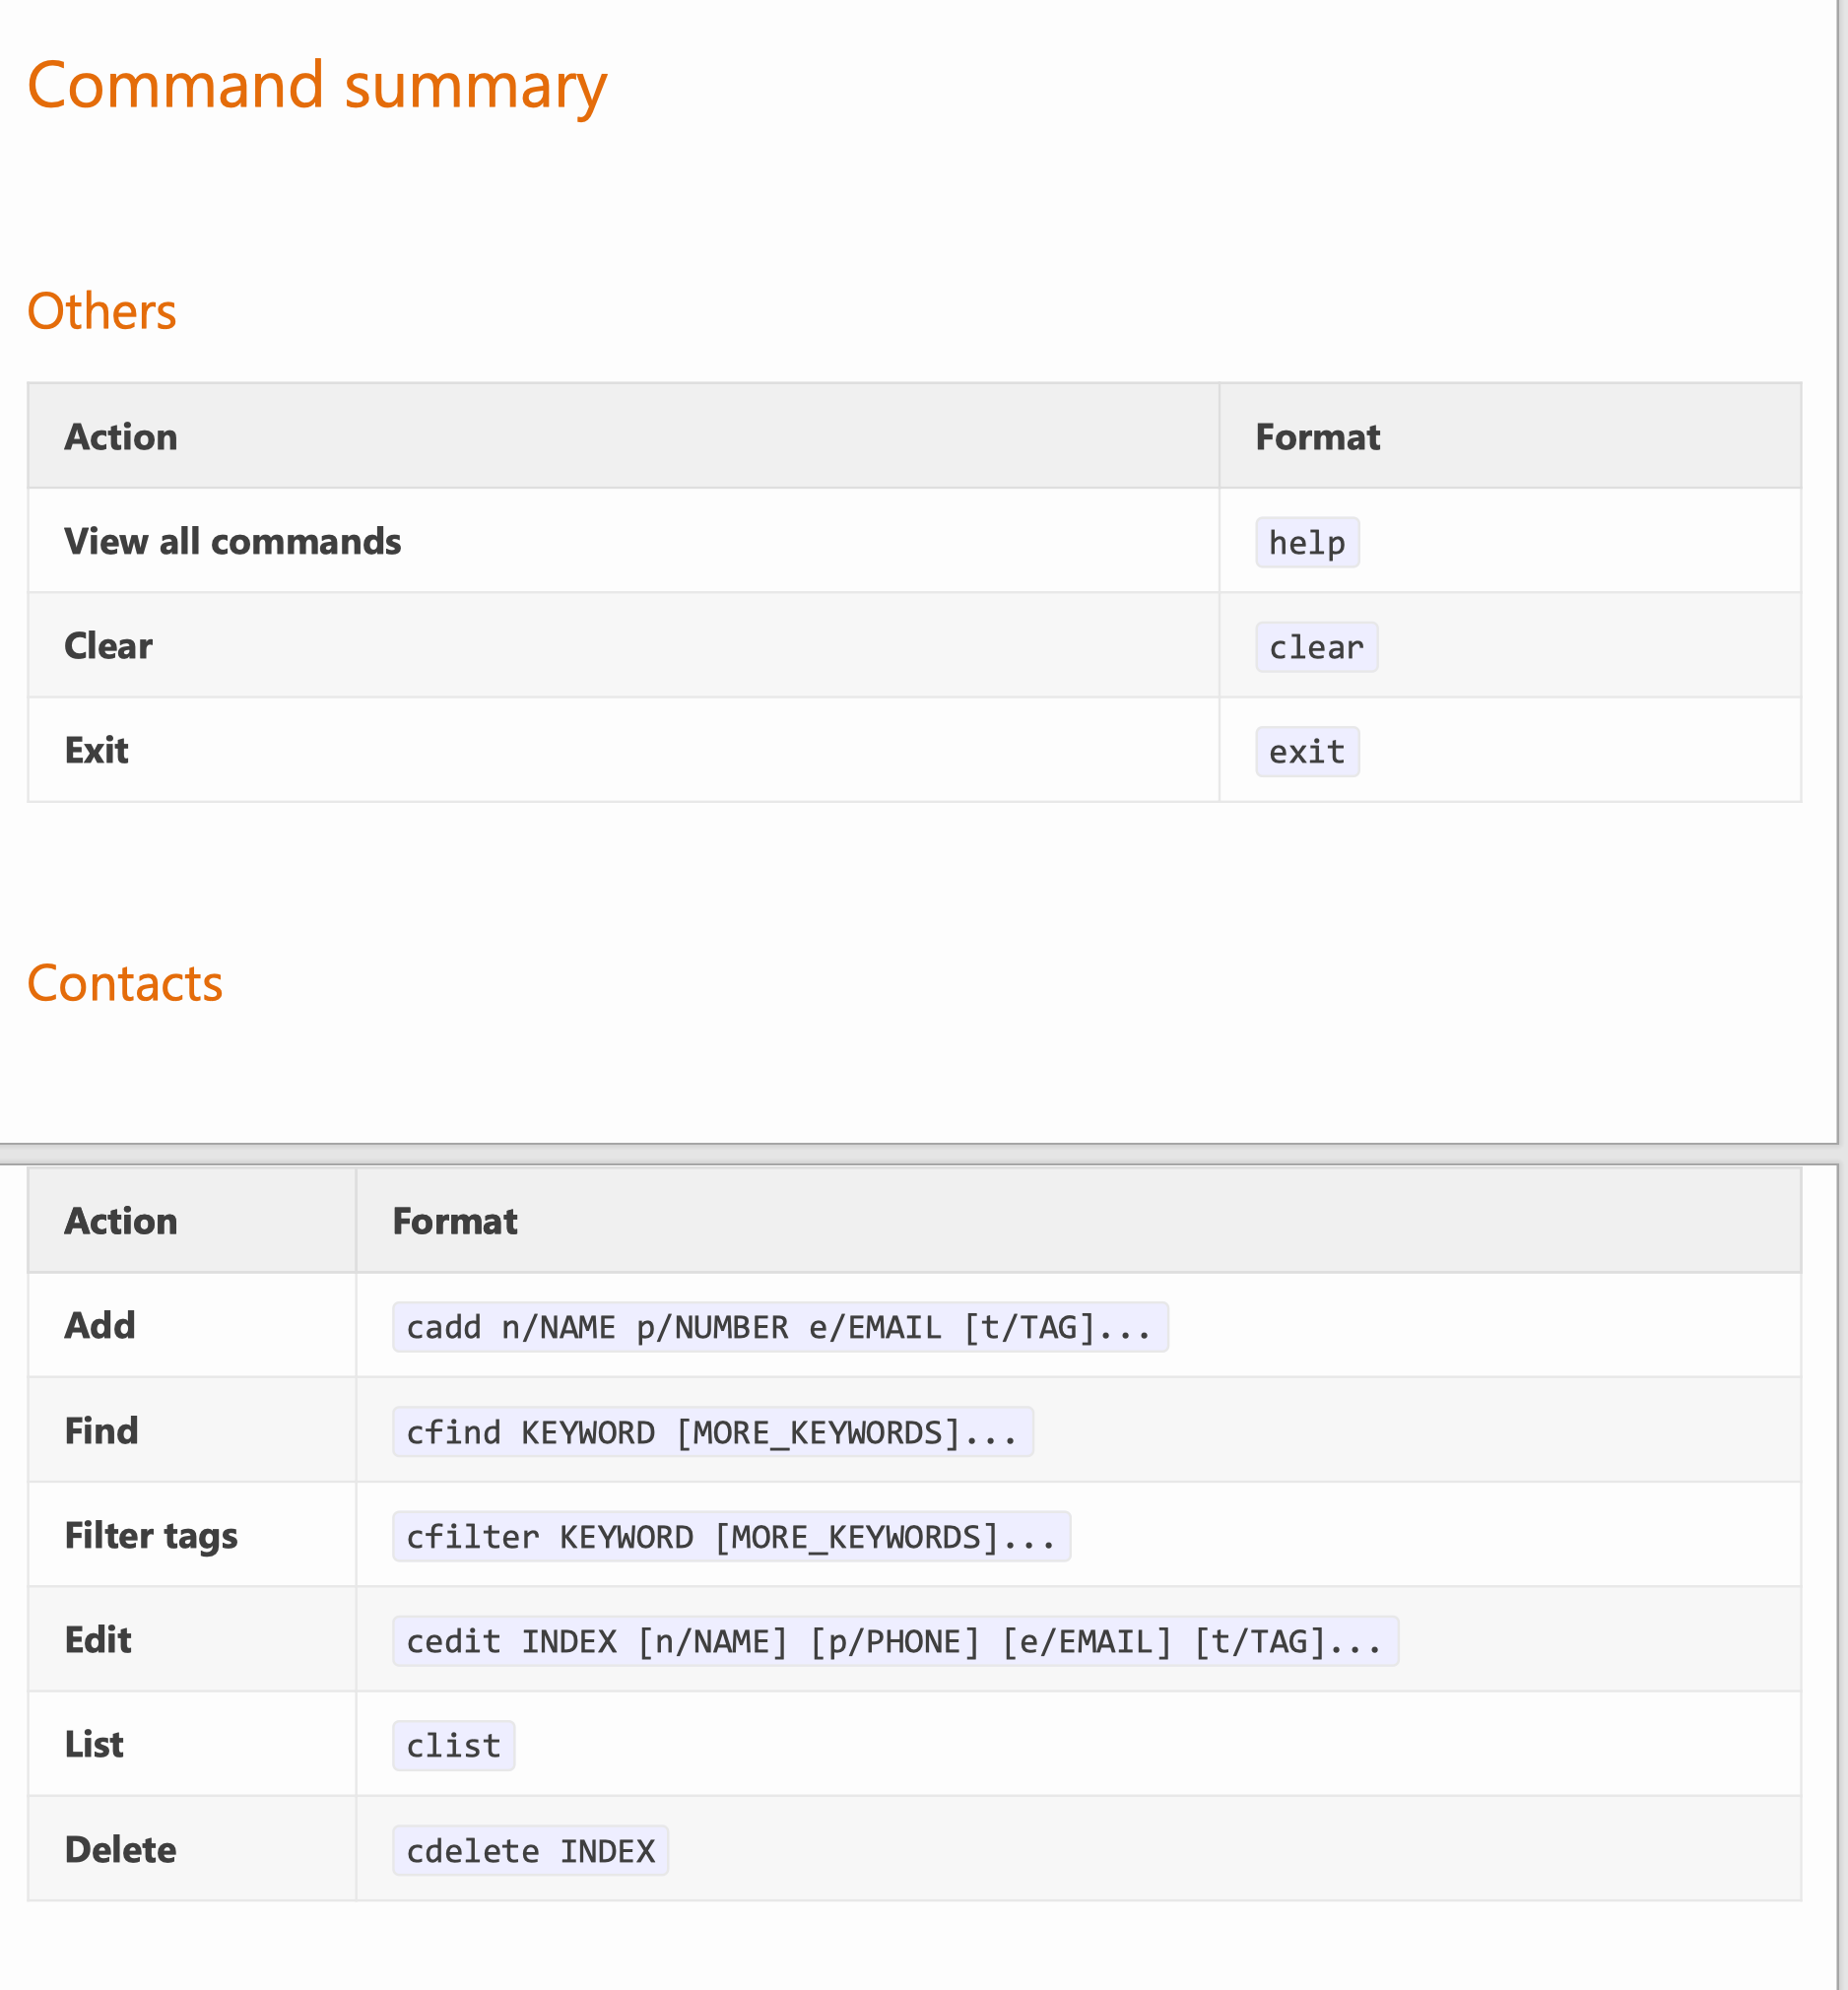 Command summary
Others
Action Format
View all commands help
Clear clear
Exit exit
Contacts
Action Format
Add cadd n/NAME p/NUMBER e/EMAIL [t/TAG]...
Find cfind KEYWORD [MORE_KEYWORDS]...
Filter tags cfilter KEYWORD [MORE_KEYWORDS]...
Edit cedit INDEX [n/NAME] [p/PHONE] [e/EMAIL] [t/TAG]...
List clist
Delete cdelete INDEX